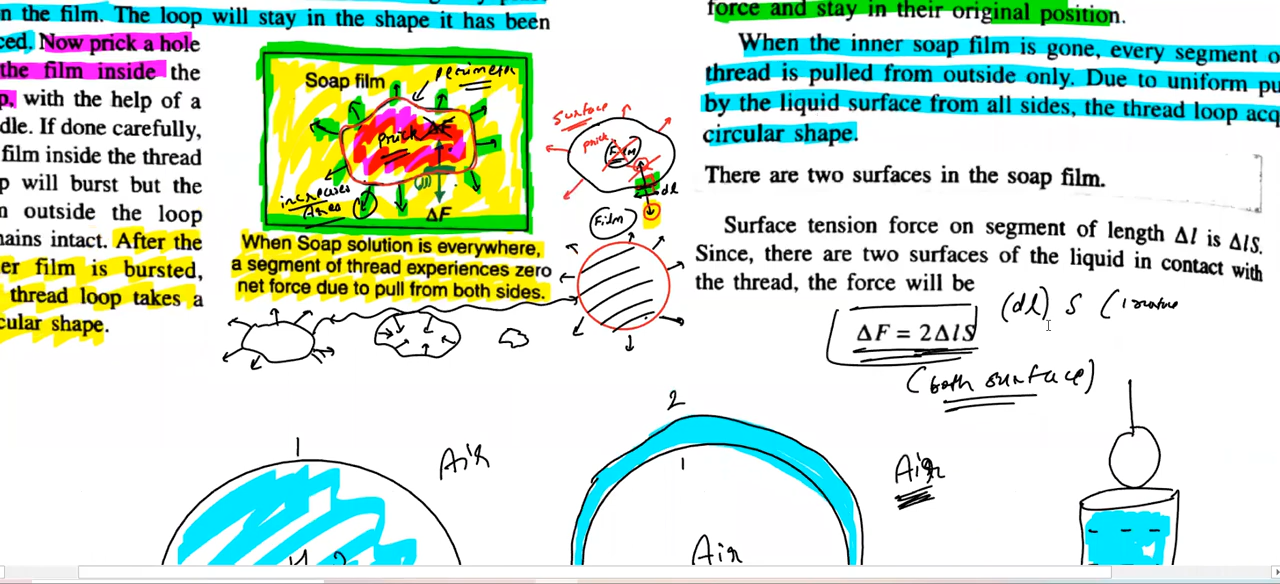 n the film. The loop will stay in the shape it has been
ced. Now prick a hole
the film inside the
p, with the help of a
dle. If done carefully,
film inside the thread
p will burst but the
n outside the loop
nains intact. After the
er film is bursted,
thread loop takes a
cular shape.
Soap film
perimeter
Prick
ΔF
increases
Area
ΔF
When Soap solution is everywhere,
a segment of thread experiences zero
net force due to pull from both sides.
Surface
Prick
Film
dl
Film
force and stay in their original position.
When the inner soap film is gone, every segment o
thread is pulled from outside only. Due to uniform pu
by the liquid surface from all sides, the thread loop acq
circular shape.
There are two surfaces in the soap film.
Surface tension force on segment of length Δl is ΔlS.
Since, there are two surfaces of the liquid in contact with
the thread, the force will be
ΔF = 2ΔlS
(dl) S (1 surface
(both surface)
1
Air
2
1
Air
Air